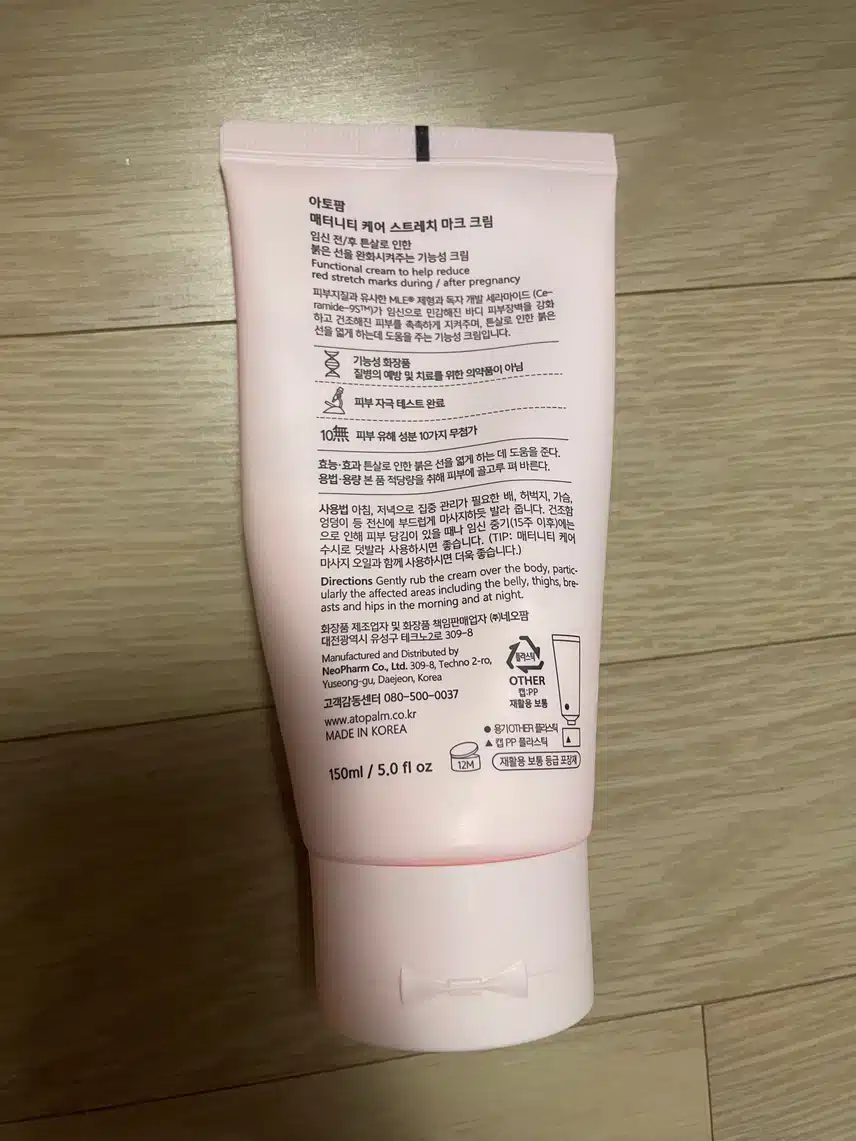 아토팜
매터니티 케어 스트레치 마크 크림
임신 전/후 튼살로 인한
붉은 선을 완화시켜주는 기능성 크림
Functional cream to help reduce
red stretch marks during / after pregnancy
피부지질과 유사한 MLE® 제형과 독자 개발 세라마이드 (Ce-
ramide-9S™)가 임신으로 민감해진 바디 피부장벽을 강화
하고 건조해진 피부를 촉촉하게 지켜주며, 튼살로 인한 붉은
선을 엷게 하는데 도움을 주는 기능성 크림입니다.
기능성 화장품
질병의 예방 및 치료를 위한 의약품이 아님
피부 자극 테스트 완료
10無 피부 유해 성분 10가지 무첨가
효능·효과 튼살로 인한 붉은 선을 엷게 하는 데 도움을 준다.
용법·용량 본 품 적당량을 취해 피부에 골고루 펴 바른다.
사용법 아침, 저녁으로 집중 관리가 필요한 배, 허벅지, 가슴,
엉덩이 등 전신에 부드럽게 마사지하듯 발라 줍니다. 건조함
으로 인해 피부 당김이 있을 때나 임신 중기(15주 이후)에는
수시로 덧발라 사용하시면 좋습니다. (TIP: 매터니티 케어
마사지 오일과 함께 사용하시면 더욱 좋습니다.)
Directions Gently rub the cream over the body, partic-
ularly the affected areas including the belly, thighs, bre-
asts and hips in the morning and at night.
화장품 제조업자 및 화장품 책임판매업자 ㈜네오팜
대전광역시 유성구 테크노2로 309-8
Manufactured and Distributed by
NeoPharm Co., Ltd. 309-8, Techno 2-ro,
Yuseong-gu, Daejeon, Korea
고객감동센터 080-500-0037
www.atopalm.co.kr
MADE IN KOREA
150ml / 5.0 fl oz
12M
플라스틱
OTHER
캡:PP
재활용 보통
● 용기 OTHER 플라스틱
▲ 캡 PP 플라스틱
재활용 보통 등급 포장재